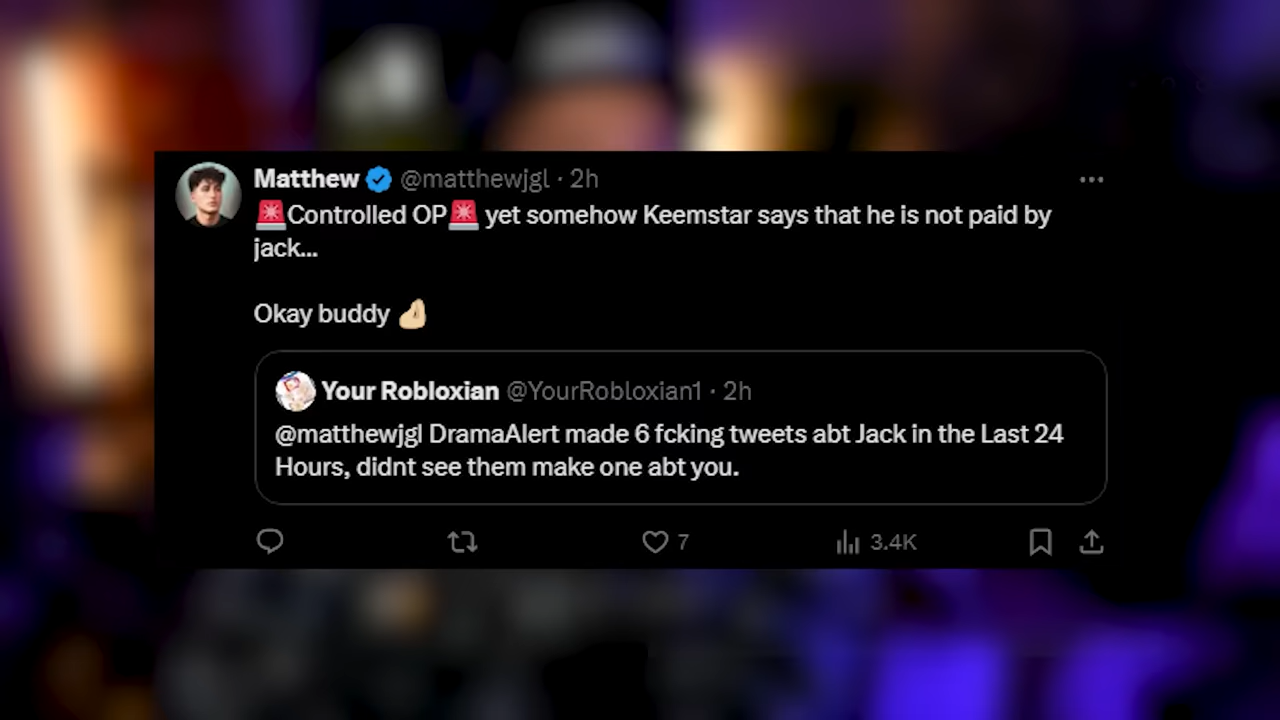 Matthew @matthewjgl · 2h
🚨Controlled OP🚨 yet somehow Keemstar says that he is not paid by
jack...
Okay buddy 🤌🏼
Your Robloxian @YourRobloxian1 · 2h
@matthewjgl DramaAlert made 6 fcking tweets abt Jack in the Last 24
Hours, didnt see them make one abt you.
7
3.4K